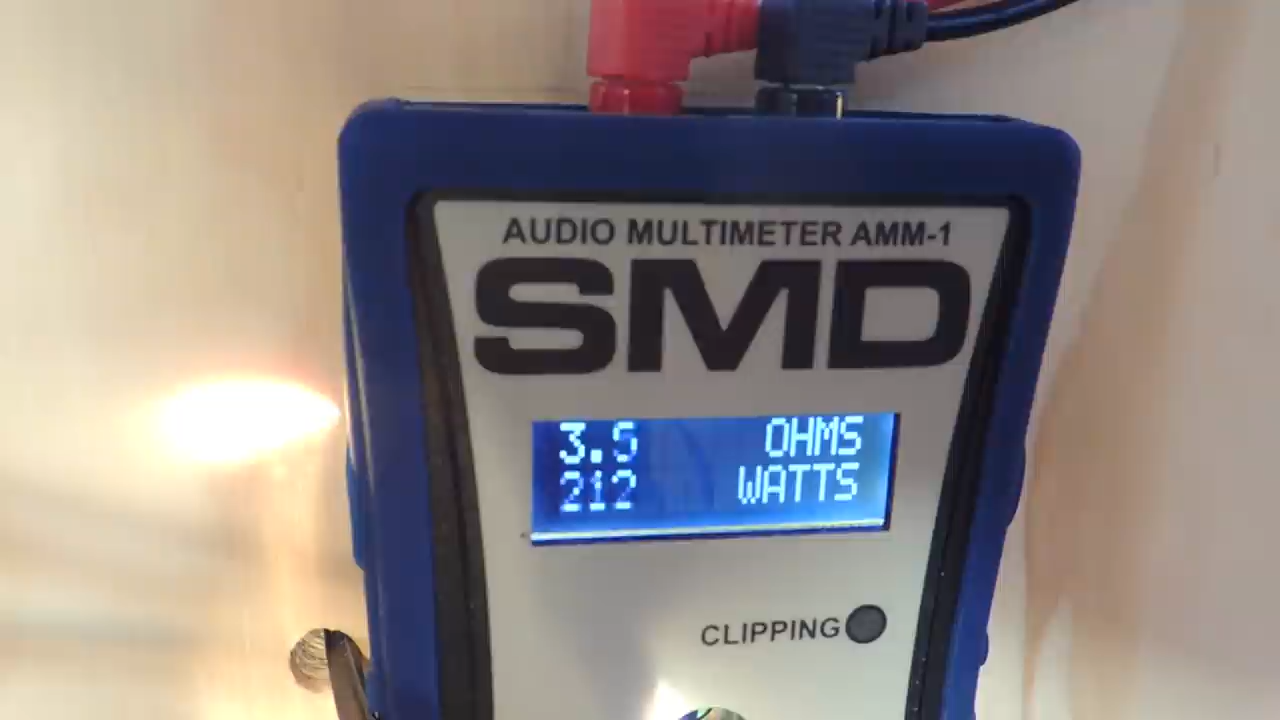 AUDIO MULTIMETER AMM-1
SMD
3.5 OHMS
212 WATTS
CLIPPING